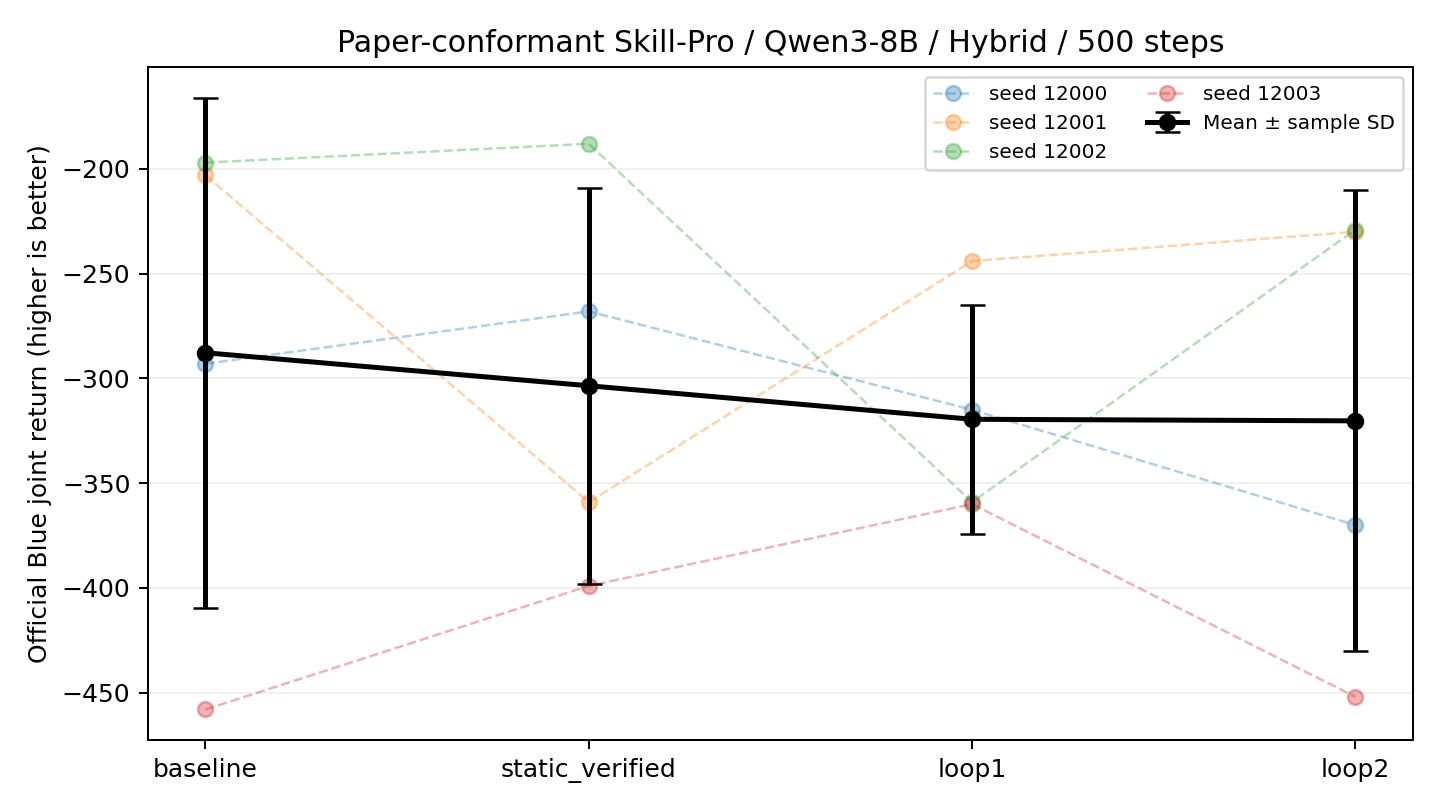 Paper-conformant Skill-Pro / Qwen3-8B / Hybrid / 500 steps
seed 12000
seed 12001
seed 12002
seed 12003
Mean ± sample SD
Official Blue joint return (higher is better)
−200
−250
−300
−350
−400
−450
baseline
static_verified
loop1
loop2